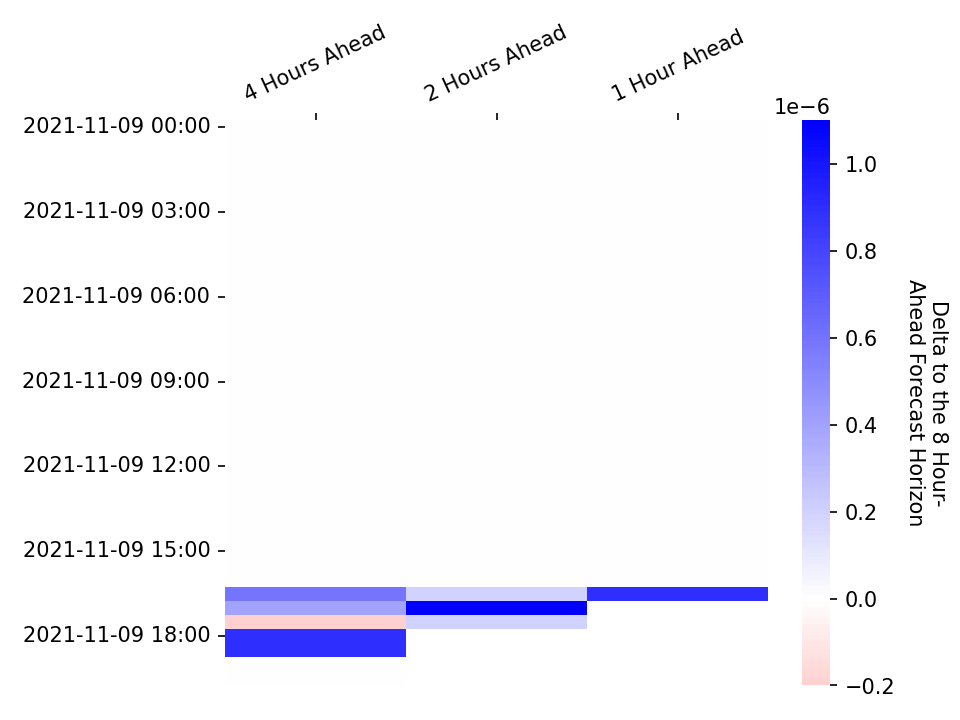 4 Hours Ahead
2 Hours Ahead
1 Hour Ahead
1e−6
2021-11-09 00:00
2021-11-09 03:00
2021-11-09 06:00
2021-11-09 09:00
2021-11-09 12:00
2021-11-09 15:00
2021-11-09 18:00
1.0
0.8
0.6
0.4
0.2
0.0
−0.2
Delta to the 8 Hour-
Ahead Forecast Horizon